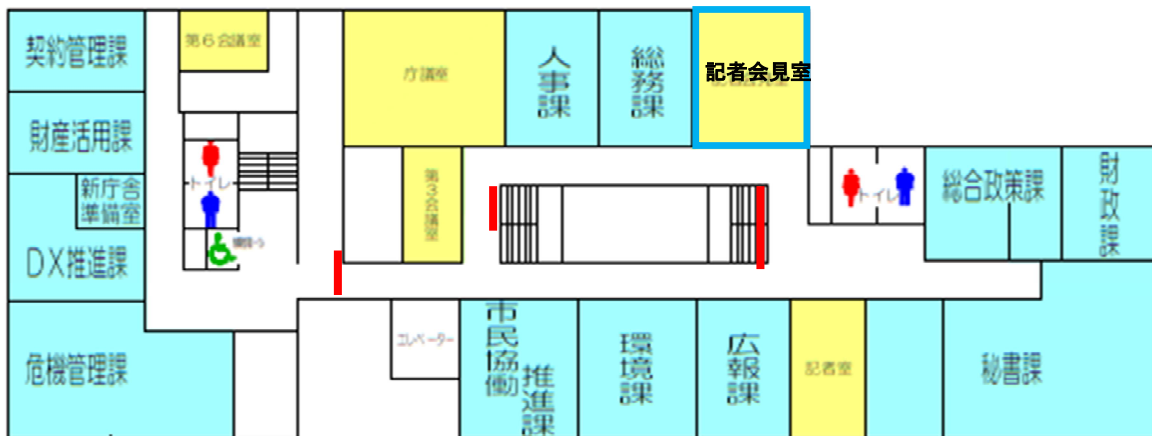 契約管理課
第6会議室
庁議室
人事課
総務課
記者会見室
財産活用課
トイレ
新庁舎
準備室
第3会議室
トイレ
総合政策課
財政課
DX推進課
危機管理課
エレベーター
市民協働
推進課
環境課
広報課
記者室
秘書課